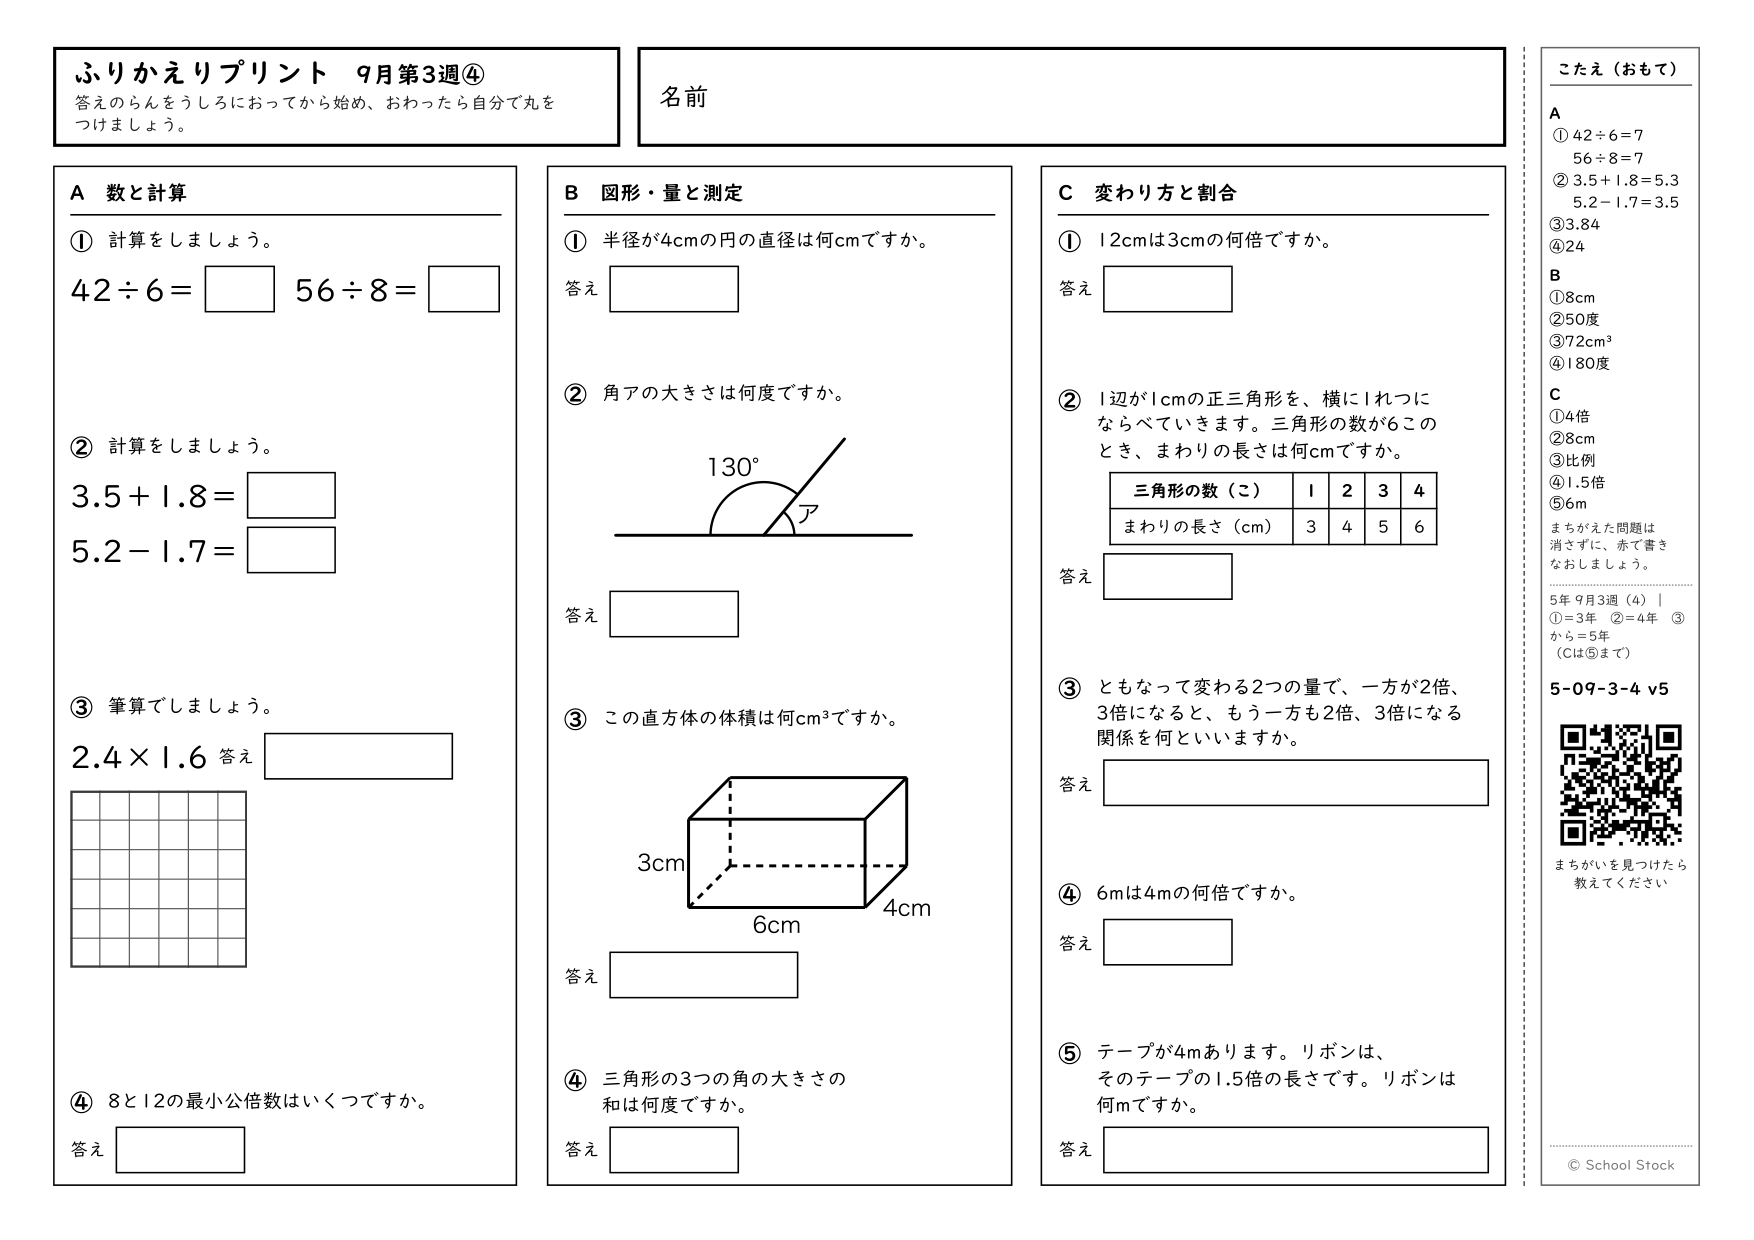 ふりかえりプリント　9月第3週④
答えのらんをうしろにおってから始め、おわったら自分で丸を
つけましょう。
名前
A　数と計算
① 計算をしましょう。
42÷6＝　56÷8＝
② 計算をしましょう。
3.5＋1.8＝
5.2－1.7＝
③ 筆算でしましょう。
2.4×1.6 答え
④ 8と12の最小公倍数はいくつですか。
答え
B　図形・量と測定
① 半径が4cmの円の直径は何cmですか。
答え
② 角アの大きさは何度ですか。
130°
ア
答え
③ この直方体の体積は何cm³ですか。
3cm
4cm
6cm
答え
④ 三角形の3つの角の大きさの
和は何度ですか。
答え
C　変わり方と割合
① 12cmは3cmの何倍ですか。
答え
② 1辺が1cmの正三角形を、横に1れつに
ならべていきます。三角形の数が6この
とき、まわりの長さは何cmですか。
三角形の数（こ） 1 2 3 4
まわりの長さ（cm） 3 4 5 6
答え
③ ともなって変わる2つの量で、一方が2倍、
3倍になると、もう一方も2倍、3倍になる
関係を何といいますか。
答え
④ 6mは4mの何倍ですか。
答え
⑤ テープが4mあります。リボンは、
そのテープの1.5倍の長さです。リボンは
何mですか。
答え
こたえ（おもて）
A
① 42÷6＝7
56÷8＝7
② 3.5＋1.8＝5.3
5.2－1.7＝3.5
③3.84
④24
B
①8cm
②50度
③72cm³
④180度
C
①4倍
②8cm
③比例
④1.5倍
⑤6m
まちがえた問題は
消さずに、赤で書き
なおしましょう。
5年 9月3週（4）｜
①＝3年　②＝4年　③
から＝5年
（Cは⑤まで）
5-09-3-4 v5
まちがいを見つけたら
教えてください
© School Stock